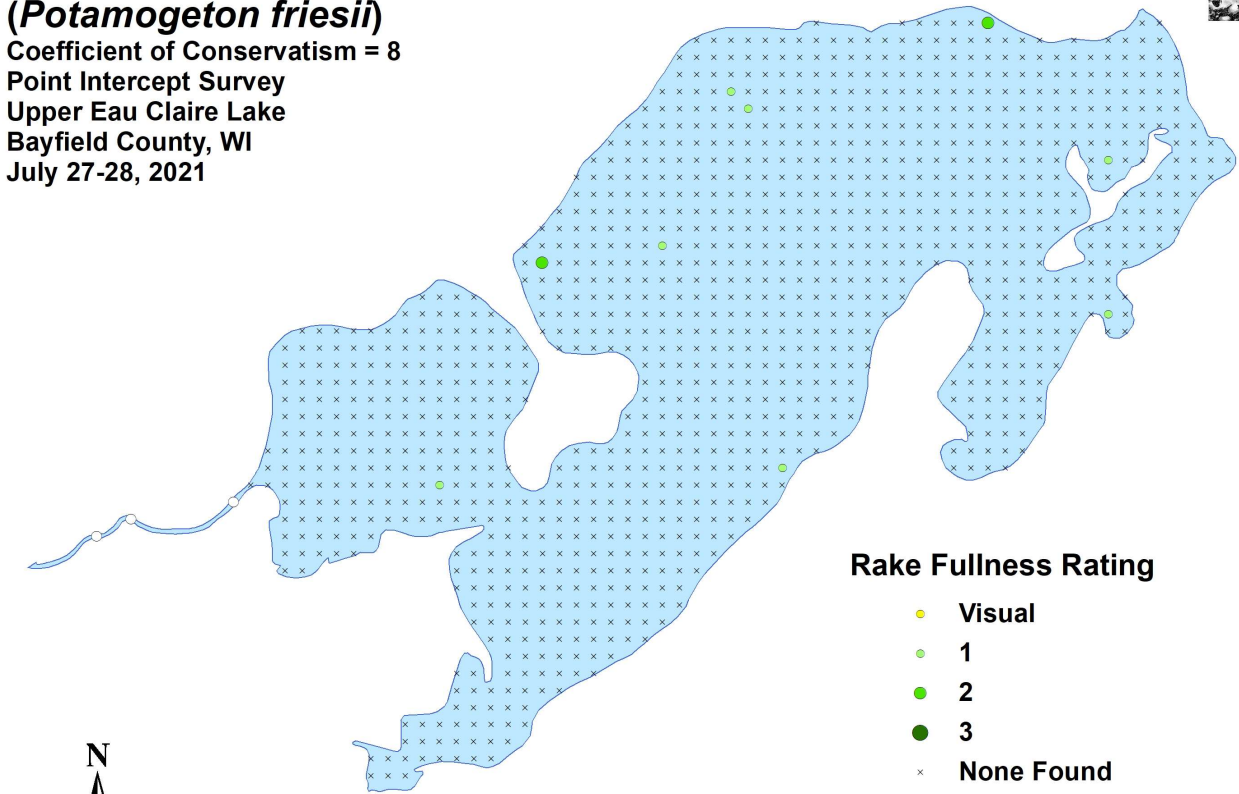 (Potamogeton friesii)
Coefficient of Conservatism = 8
Point Intercept Survey
Upper Eau Claire Lake
Bayfield County, WI
July 27-28, 2021
Rake Fullness Rating
Visual
1
2
3
None Found
N